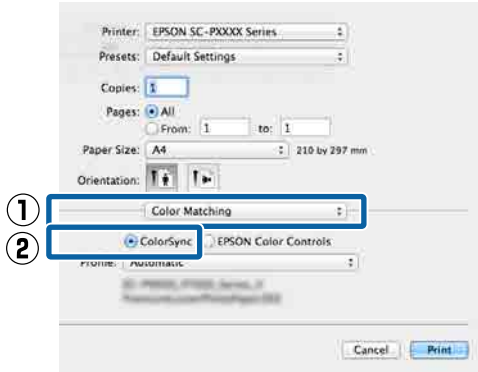 Printer: EPSON SC-PXXXX Series
Presets: Default Settings
Copies: 1
Pages: All
From: 1 to: 1
Paper Size: A4 210 by 297 mm
Orientation:
① Color Matching
② ColorSync EPSON Color Controls
Profile: Automatic
Cancel Print